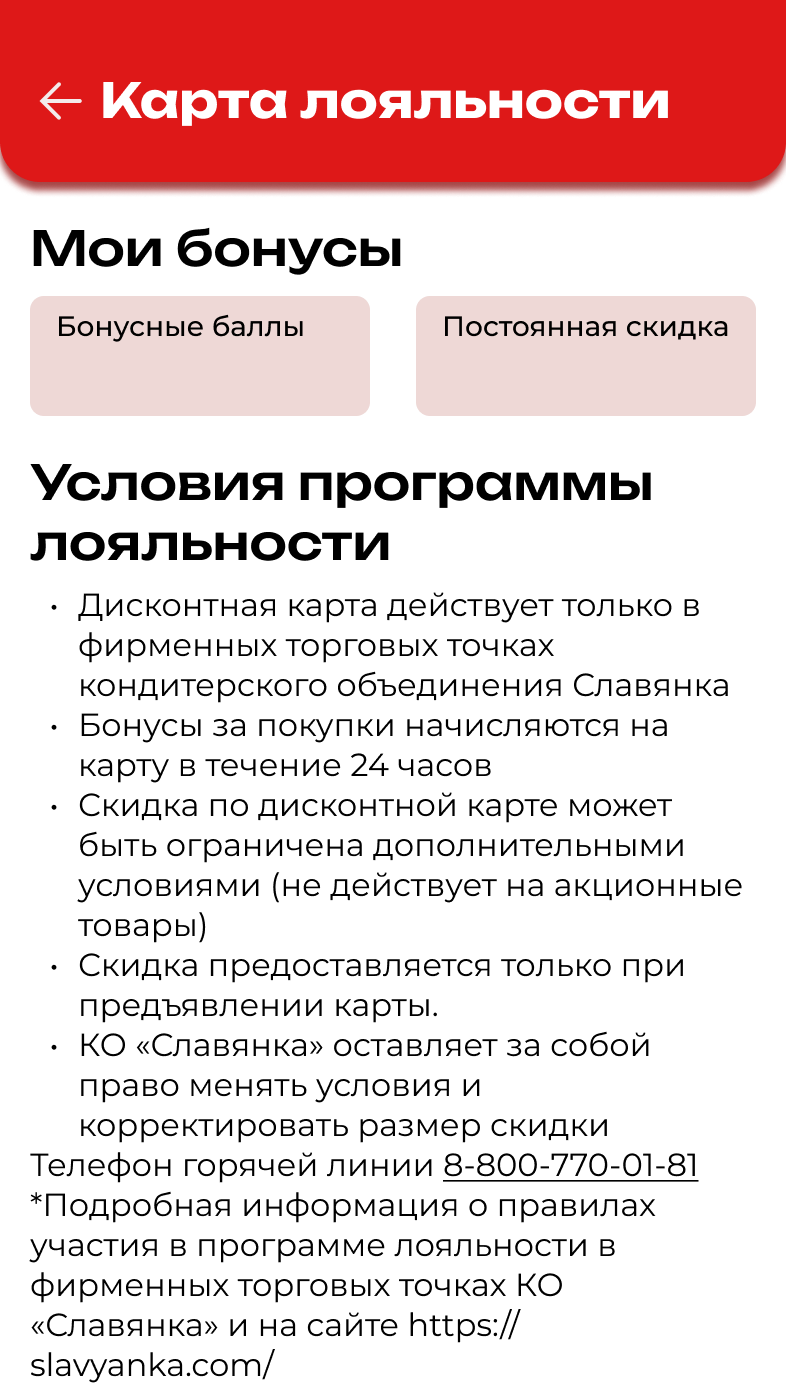 Карта лояльности
Мои бонусы
Бонусные баллы
Постоянная скидка
Условия программы
лояльности
• Дисконтная карта действует только в
фирменных торговых точках
кондитерского объединения Славянка
• Бонусы за покупки начисляются на
карту в течение 24 часов
• Скидка по дисконтной карте может
быть ограничена дополнительными
условиями (не действует на акционные
товары)
• Скидка предоставляется только при
предъявлении карты.
• КО «Славянка» оставляет за собой
право менять условия и
корректировать размер скидки
Телефон горячей линии 8-800-770-01-81
*Подробная информация о правилах
участия в программе лояльности в
фирменных торговых точках КО
«Славянка» и на сайте https://
slavyanka.com/